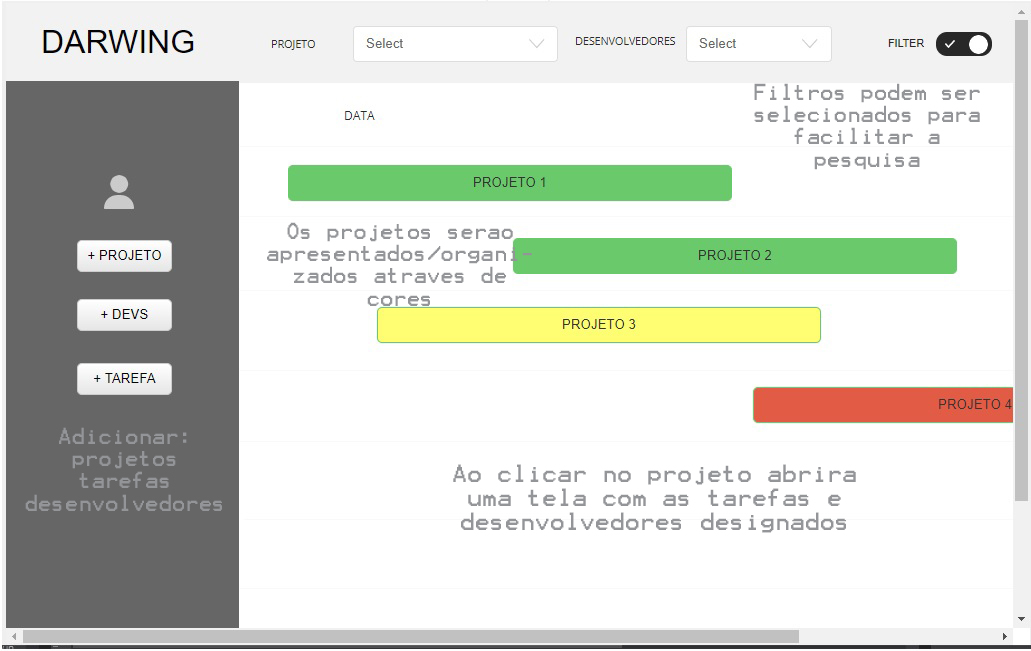 DARWING
PROJETO
Select
DESENVOLVEDORES
Select
FILTER
DATA
Filtros podem ser
selecionados para
facilitar a
pesquisa
PROJETO 1
Os projetos serao
apresentados/organi-
zados atraves de
cores
PROJETO 2
PROJETO 3
PROJETO 4
+ PROJETO
+ DEVS
+ TAREFA
Adicionar:
projetos
tarefas
desenvolvedores
Ao clicar no projeto abrira
uma tela com as tarefas e
desenvolvedores designados